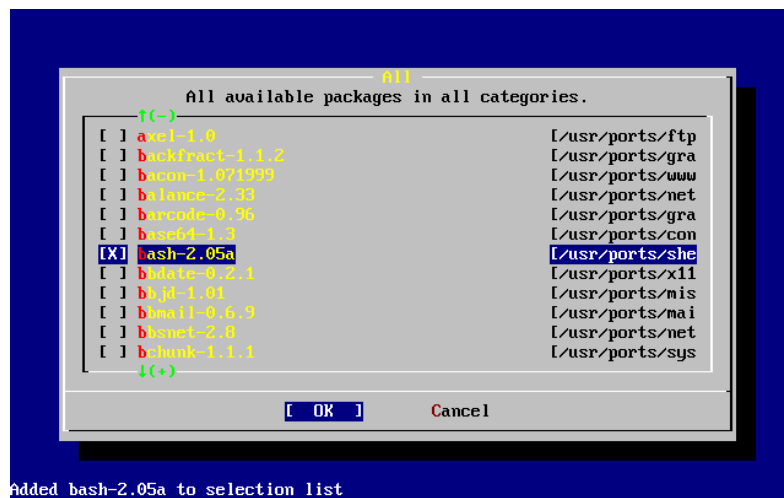 All
All available packages in all categories.
↑(-)
[ ] axel-1.0 [/usr/ports/ftp
[ ] backfract-1.1.2 [/usr/ports/gra
[ ] bacon-1.071999 [/usr/ports/www
[ ] balance-2.33 [/usr/ports/net
[ ] barcode-0.96 [/usr/ports/gra
[ ] base64-1.3 [/usr/ports/con
[X] bash-2.05a [/usr/ports/she
[ ] bbdate-0.2.1 [/usr/ports/x11
[ ] bbjd-1.01 [/usr/ports/mis
[ ] bbmail-0.6.9 [/usr/ports/mai
[ ] bbsnet-2.8 [/usr/ports/net
[ ] bchunk-1.1.1 [/usr/ports/sys
↓(+)
[ OK ] Cancel
Added bash-2.05a to selection list